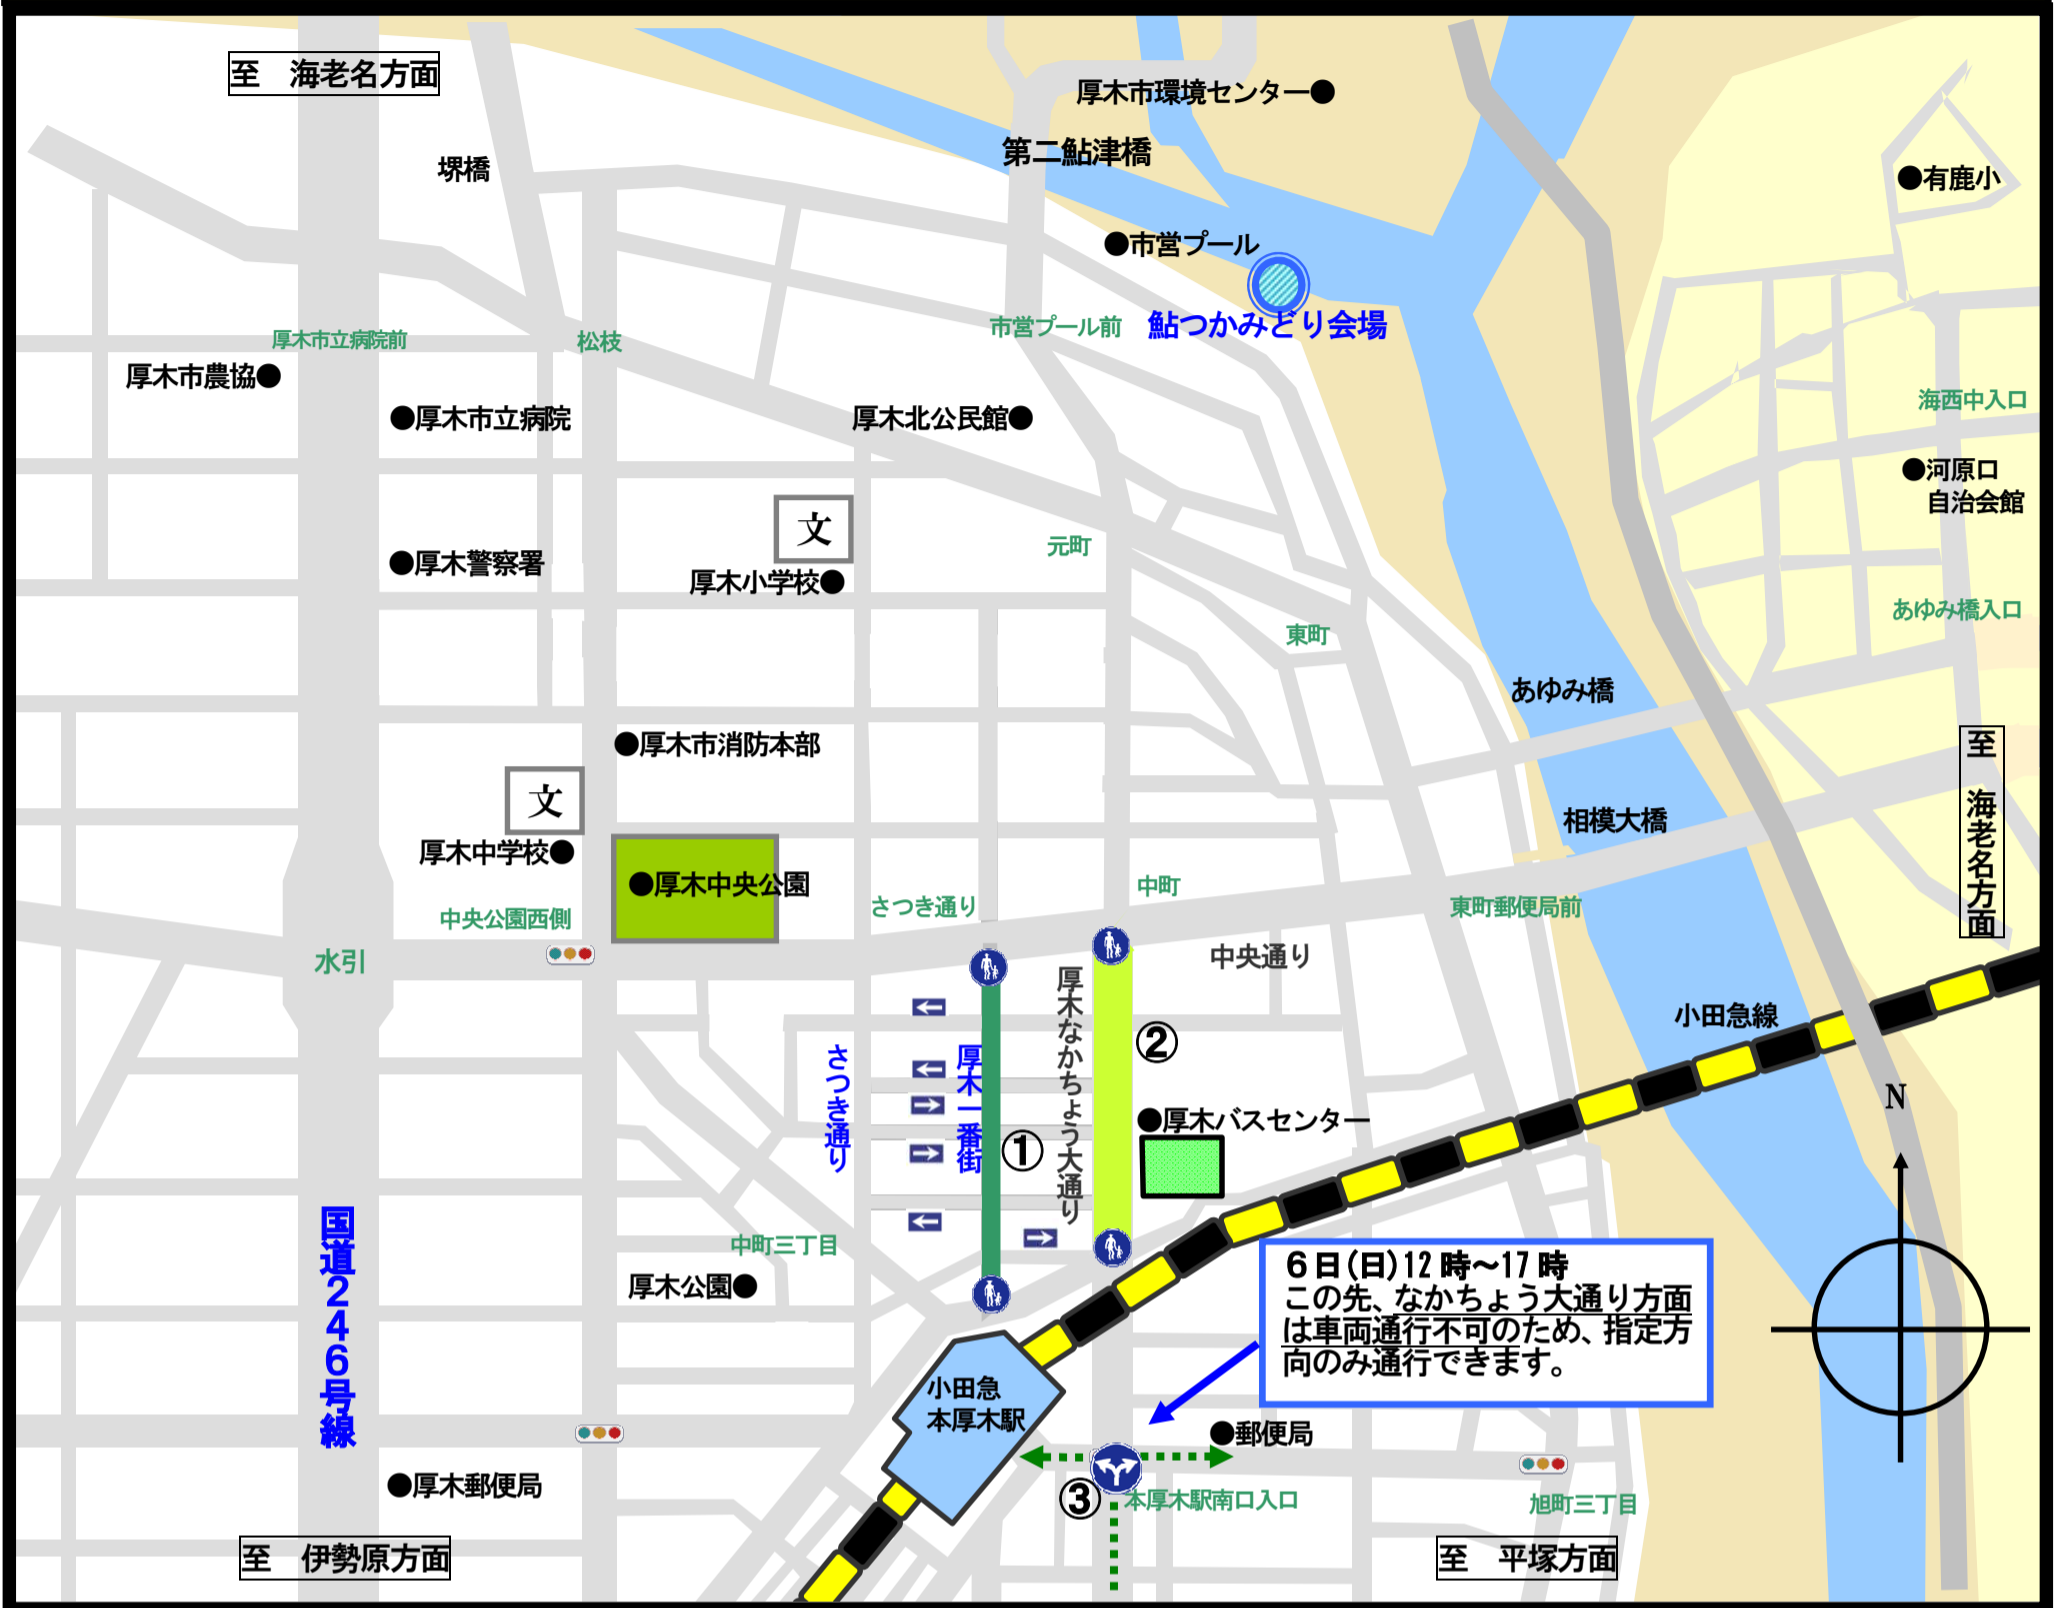 至　海老名方面
厚木市環境センター●
堺橋
第二鮎津橋
●有鹿小
●市営プール
鮎つかみどり会場
市営プール前
厚木市立病院前
松枝
厚木市農協●
●厚木市立病院
厚木北公民館●
海西中入口
●河原口
自治会館
文
●厚木警察署
厚木小学校●
元町
東町
あゆみ橋入口
あゆみ橋
●厚木市消防本部
至　海老名方面
文
相模大橋
厚木中学校●
●厚木中央公園
中町
さつき通り
中央公園西側
東町郵便局前
水引
中央通り
厚木なかちょう大通り
小田急線
②
さつき通り
厚木一番街
N
●厚木バスセンター
①
国道246号線
中町三丁目
厚木公園●
6日(日)12時～17時
この先、なかちょう大通り方面
は車両通行不可のため、指定方
向のみ通行できます。
小田急
本厚木駅
●郵便局
●厚木郵便局
③
本厚木駅南口入口
旭町三丁目
至　伊勢原方面
至　平塚方面